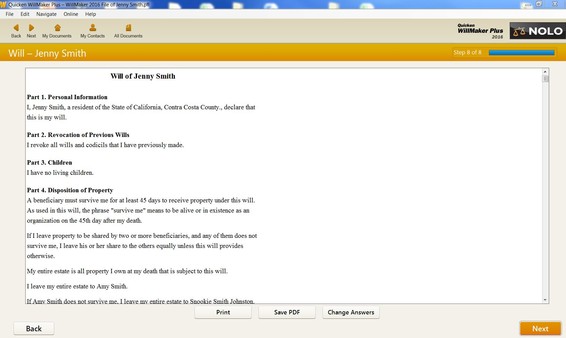 Quicken WillMaker Plus – WillMaker 2016 File of Jenny Smith.pfl
File Edit Navigate Online Help
Back Next My Documents My Contacts All Documents
Quicken
WillMaker Plus
2016
NOLO
Will – Jenny Smith
Step 8 of 8
Will of Jenny Smith
Part 1. Personal Information
I, Jenny Smith, a resident of the State of California, Contra Costa County., declare that
this is my will.
Part 2. Revocation of Previous Wills
I revoke all wills and codicils that I have previously made.
Part 3. Children
I have no living children.
Part 4. Disposition of Property
A beneficiary must survive me for at least 45 days to receive property under this will.
As used in this will, the phrase "survive me" means to be alive or in existence as an
organization on the 45th day after my death.
If I leave property to be shared by two or more beneficiaries, and any of them does not
survive me, I leave his or her share to the others equally unless this will provides
otherwise.
My entire estate is all property I own at my death that is subject to this will.
I leave my entire estate to Amy Smith.
If Amy Smith does not survive me, I leave my entire estate to Snookie Smith Johnston.
Print Save PDF Change Answers
Back Next